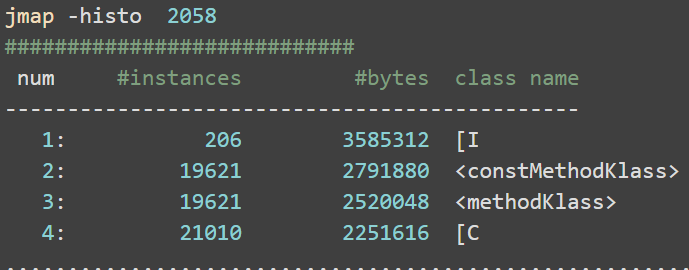 jmap -histo  2058
############################
 num     #instances         #bytes  class name
----------------------------------------------
   1:           206        3585312  [I
   2:         19621        2791880  <constMethodKlass>
   3:         19621        2520048  <methodKlass>
   4:         21010        2251616  [C
.......................................................